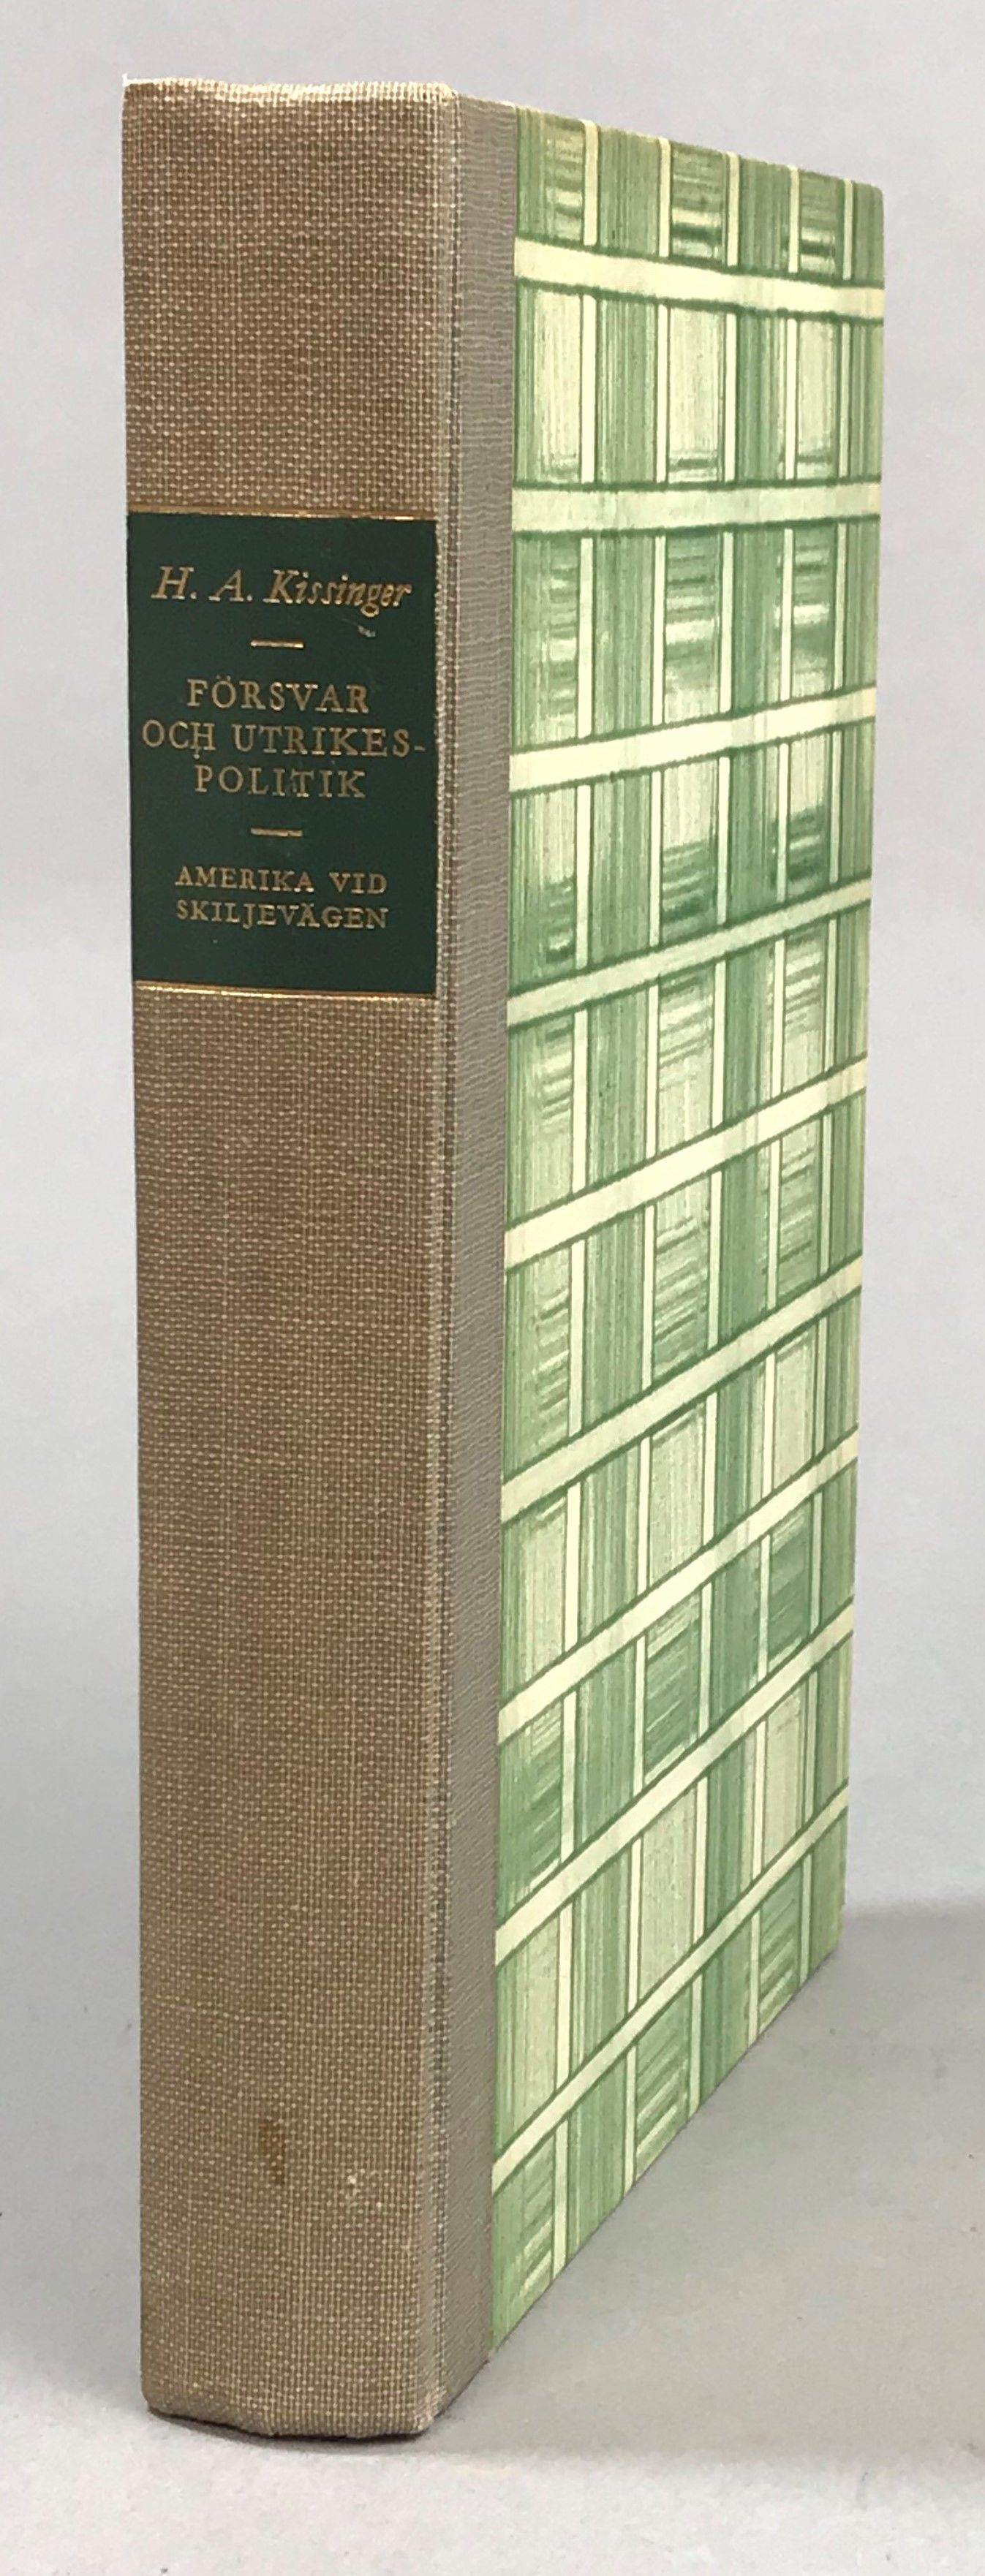 H. A. Kissinger
FÖRSVAR
OCH UTRIKES-
POLITIK
AMERIKA VID
SKILJEVÄGEN